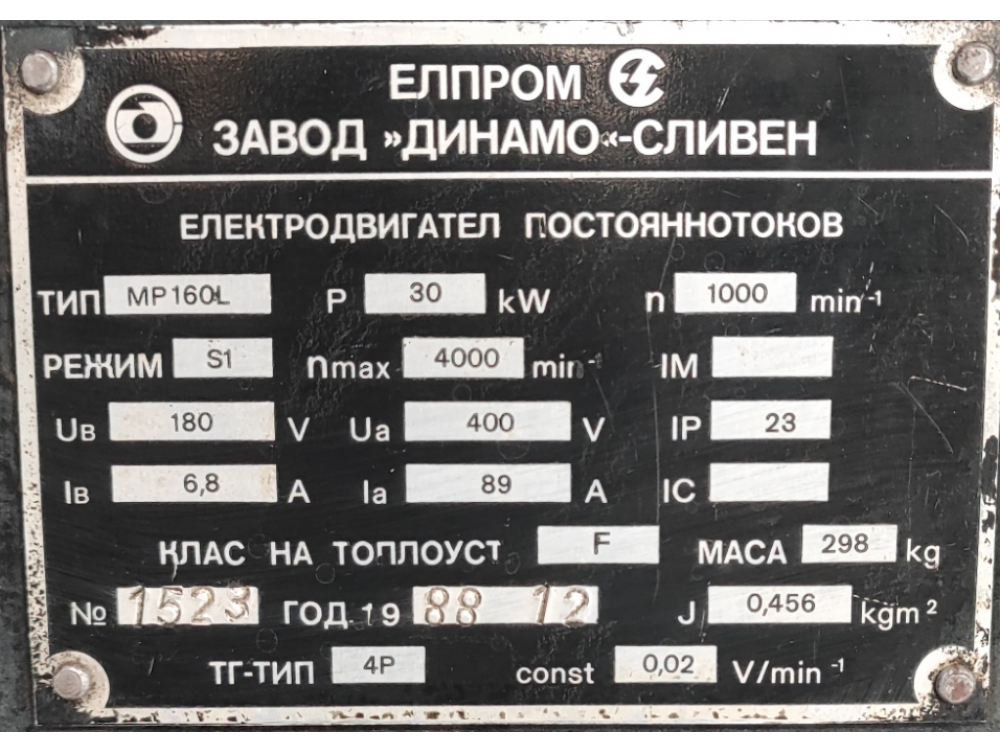 ЕЛПРОМ
ЗАВОД »ДИНАМО«-СЛИВЕН
ЕЛЕКТРОДВИГАТЕЛ ПОСТОЯННОТОКОВ
ТИП MP160L P 30 kW n 1000 min⁻¹
РЕЖИМ S1 nmax 4000 min⁻¹ IM
UВ 180 V Ua 400 V IP 23
IВ 6,8 A Ia 89 A IC
КЛАС НА ТОПЛОУСТ F МАСА 298 kg
№ 1523 ГОД. 19 88 12 J 0,456 kgm²
ТГ-ТИП 4P const 0,02 V/min⁻¹